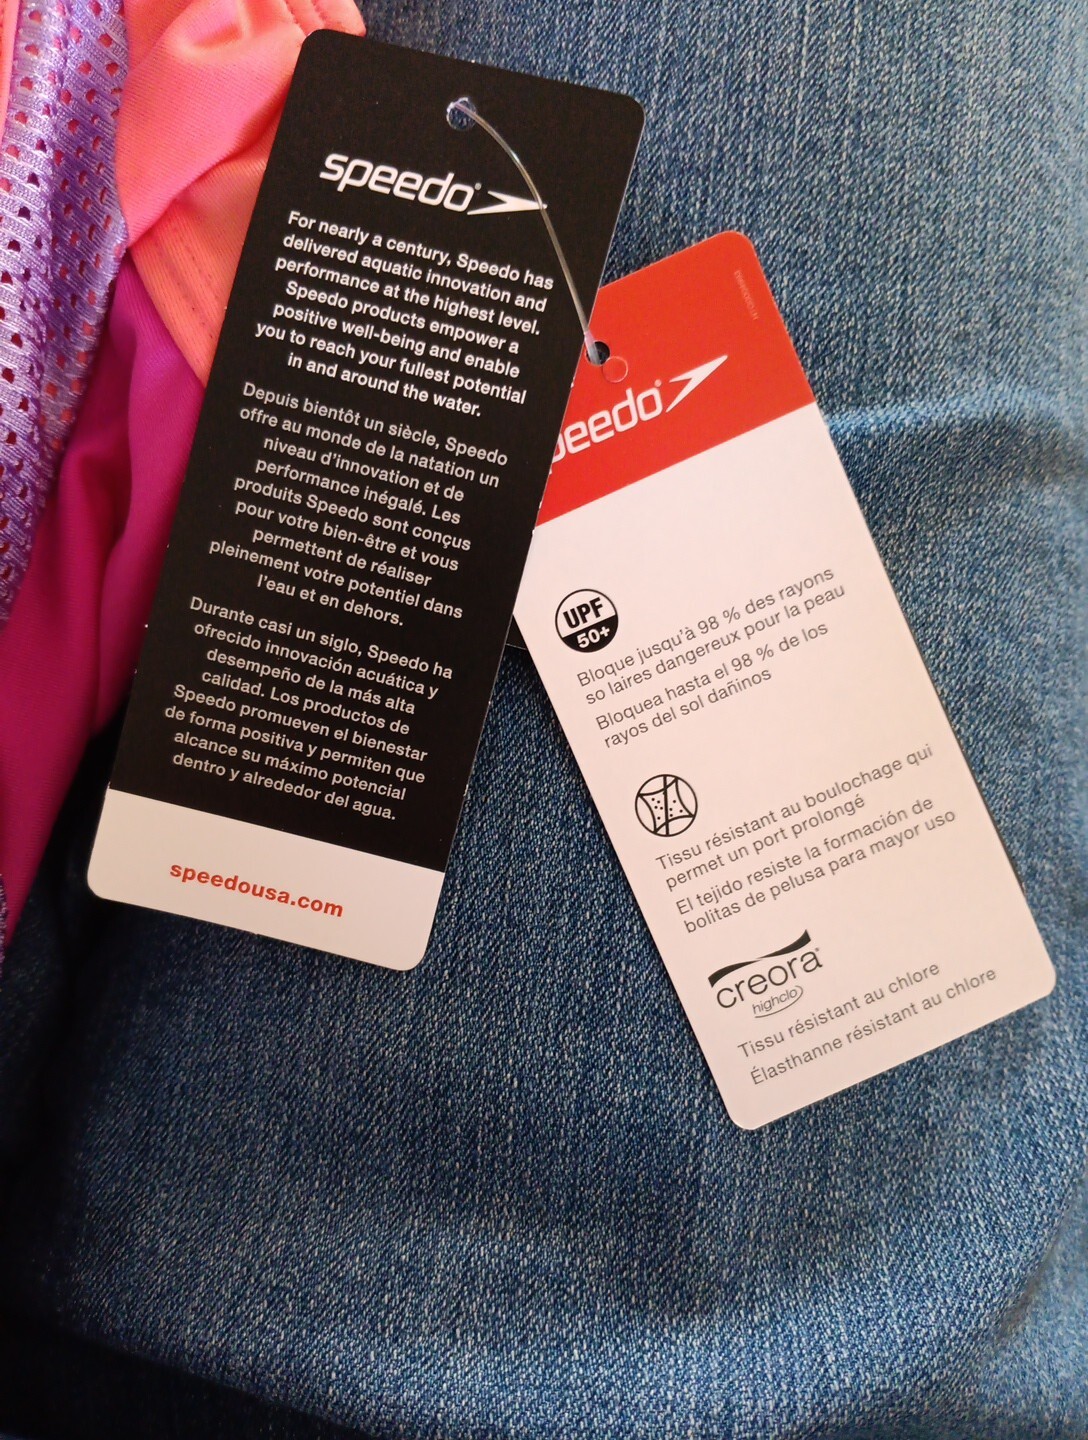 speedo
For nearly a century, Speedo has
delivered aquatic innovation and
performance at the highest level.
Speedo products empower a
positive well-being and enable
you to reach your fullest potential
in and around the water.
Depuis bientôt un siècle, Speedo
offre au monde de la natation un
niveau d'innovation et de
performance inégalé. Les
produits Speedo sont conçus
pour votre bien-être et vous
permettent de réaliser
pleinement votre potentiel dans
l'eau et en dehors.
Durante casi un siglo, Speedo ha
ofrecido innovación acuática y
desempeño de la más alta
calidad. Los productos de
Speedo promueven el bienestar
de forma positiva y permiten que
alcance su máximo potencial
dentro y alrededor del agua.
speedousa.com
peedo
UPF
50+
Bloque jusqu'à 98 % des rayons
so laires dangereux pour la peau
Bloquea hasta el 98 % de los
rayos del sol dañinos
Tissu résistant au boulochage qui
permet un port prolongé
El tejido resiste la formación de
bolitas de pelusa para mayor uso
creora
highclo
Tissu résistant au chlore
Élasthanne résistant au chlore